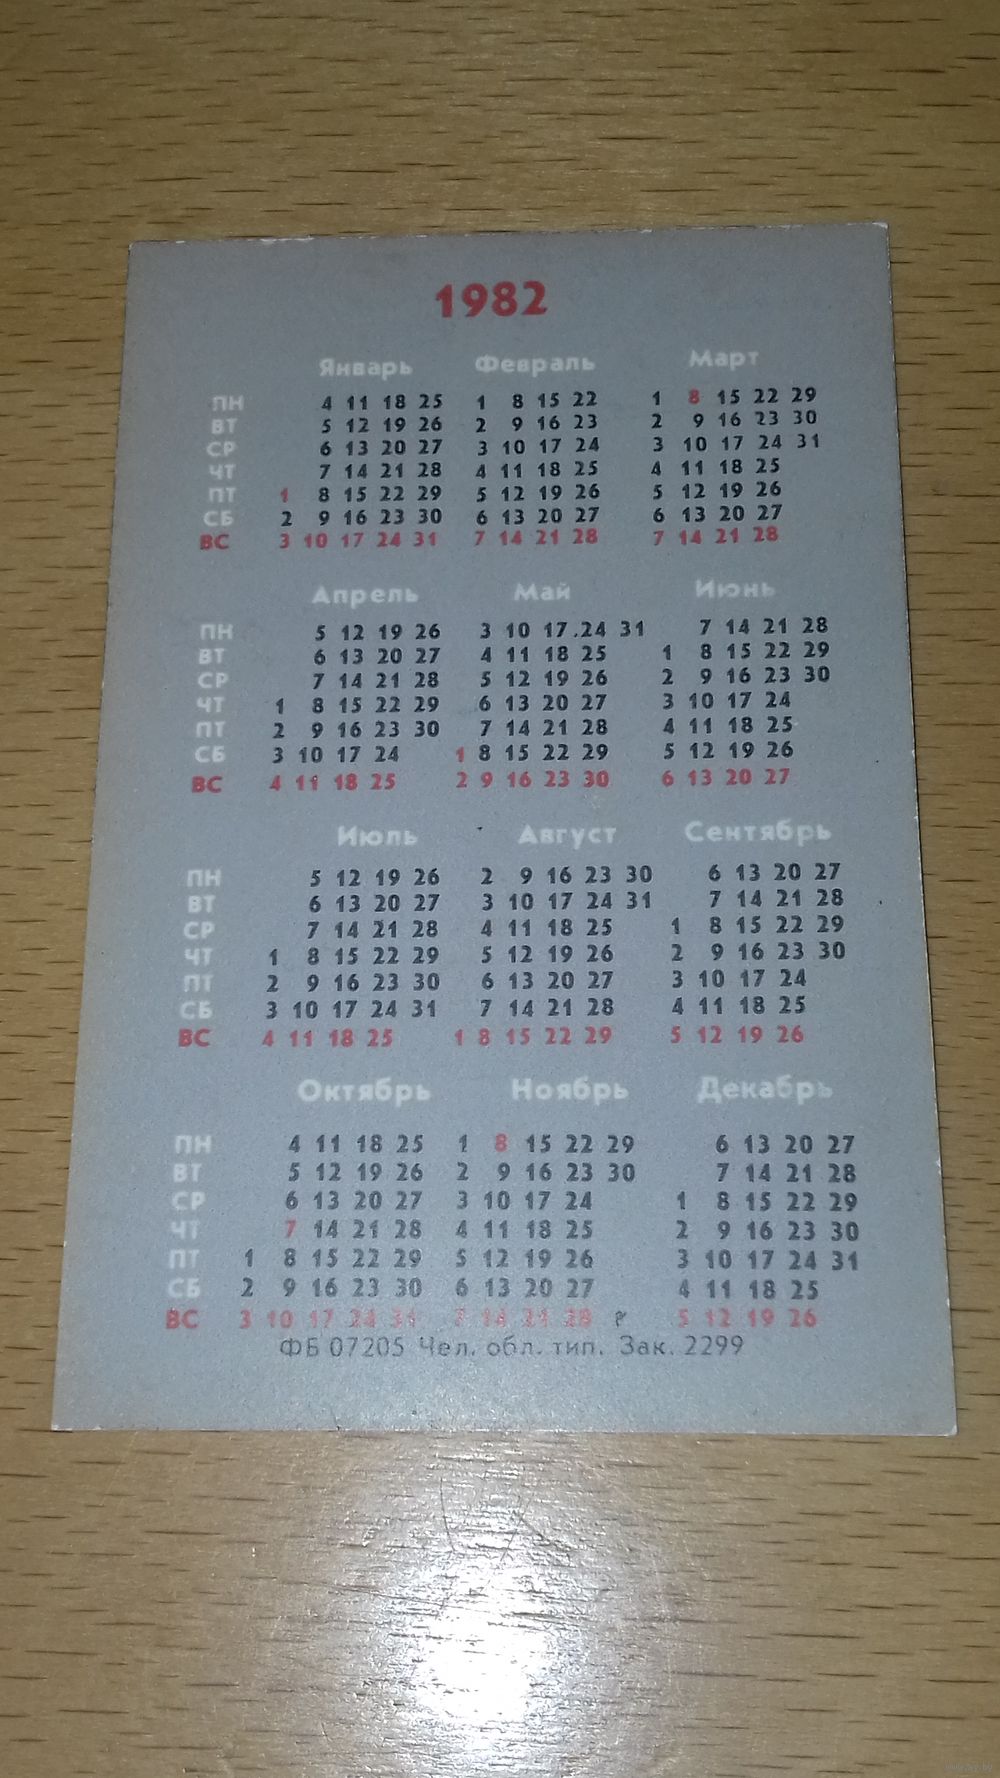 1982
Январь Февраль Март
ПН 4 11 18 25 1 8 15 22 1 8 15 22 29
ВТ 5 12 19 26 2 9 16 23 2 9 16 23 30
СР 6 13 20 27 3 10 17 24 3 10 17 24 31
ЧТ 7 14 21 28 4 11 18 25 4 11 18 25
ПТ 1 8 15 22 29 5 12 19 26 5 12 19 26
СБ 2 9 16 23 30 6 13 20 27 6 13 20 27
ВС 3 10 17 24 31 7 14 21 28 7 14 21 28
Апрель Май Июнь
ПН 5 12 19 26 3 10 17 24 31 7 14 21 28
ВТ 6 13 20 27 4 11 18 25 1 8 15 22 29
СР 7 14 21 28 5 12 19 26 2 9 16 23 30
ЧТ 1 8 15 22 29 6 13 20 27 3 10 17 24
ПТ 2 9 16 23 30 7 14 21 28 4 11 18 25
СБ 3 10 17 24 1 8 15 22 29 5 12 19 26
ВС 4 11 18 25 2 9 16 23 30 6 13 20 27
Июль Август Сентябрь
ПН 5 12 19 26 2 9 16 23 30 6 13 20 27
ВТ 6 13 20 27 3 10 17 24 31 7 14 21 28
СР 7 14 21 28 4 11 18 25 1 8 15 22 29
ЧТ 1 8 15 22 29 5 12 19 26 2 9 16 23 30
ПТ 2 9 16 23 30 6 13 20 27 3 10 17 24
СБ 3 10 17 24 31 7 14 21 28 4 11 18 25
ВС 4 11 18 25 1 8 15 22 29 5 12 19 26
Октябрь Ноябрь Декабрь
ПН 4 11 18 25 1 8 15 22 29 6 13 20 27
ВТ 5 12 19 26 2 9 16 23 30 7 14 21 28
СР 6 13 20 27 3 10 17 24 1 8 15 22 29
ЧТ 7 14 21 28 4 11 18 25 2 9 16 23 30
ПТ 1 8 15 22 29 5 12 19 26 3 10 17 24 31
СБ 2 9 16 23 30 6 13 20 27 4 11 18 25
ВС 3 10 17 24 31 7 14 21 28 5 12 19 26
ФБ 07205 Чел. обл. тип. Зак. 2299